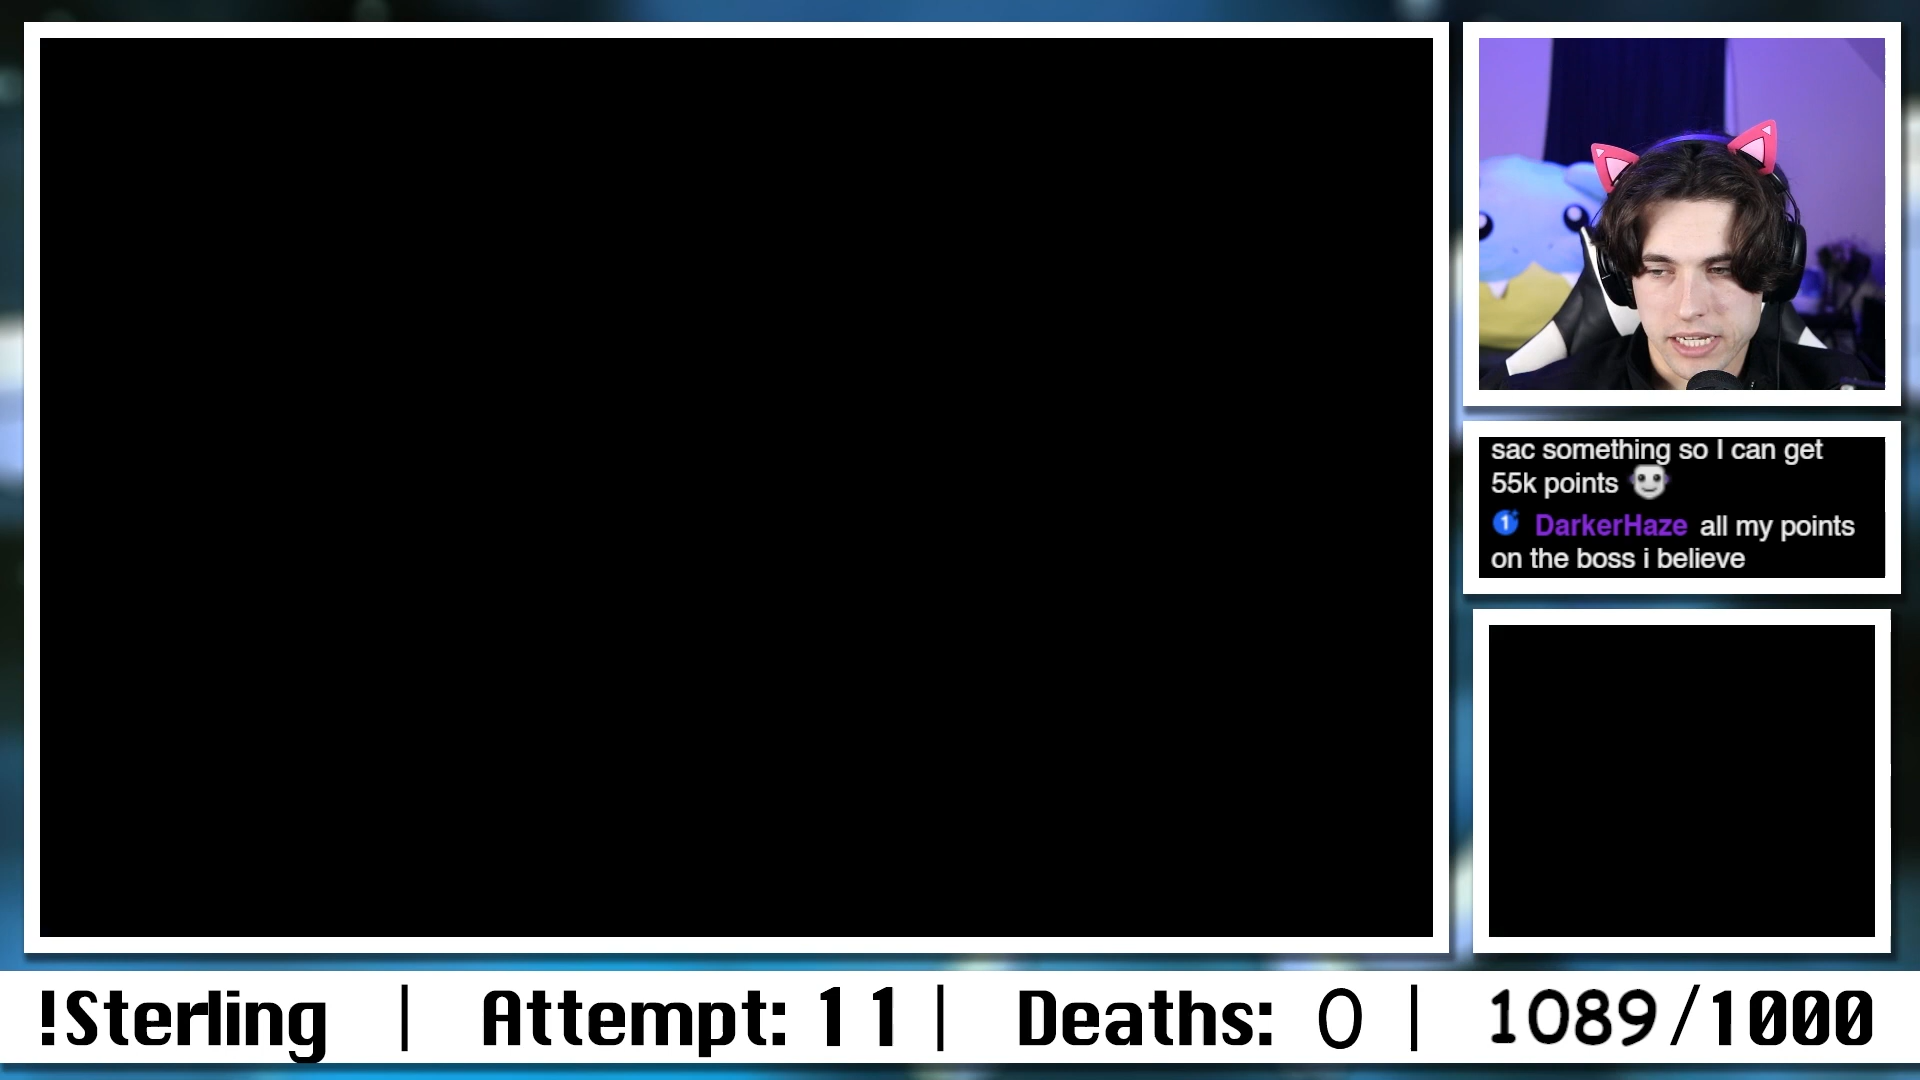 sac something so I can get
55k points
1 DarkerHaze all my points
on the boss i believe
!Sterling | Attempt: 11 | Deaths: 0 | 1089/1000